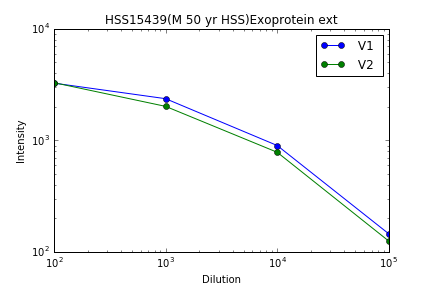 HSS15439(M 50 yr HSS)Exoprotein ext
10^4
V1
V2
10^3
Intensity
10^2
10^2 10^3 10^4 10^5
Dilution